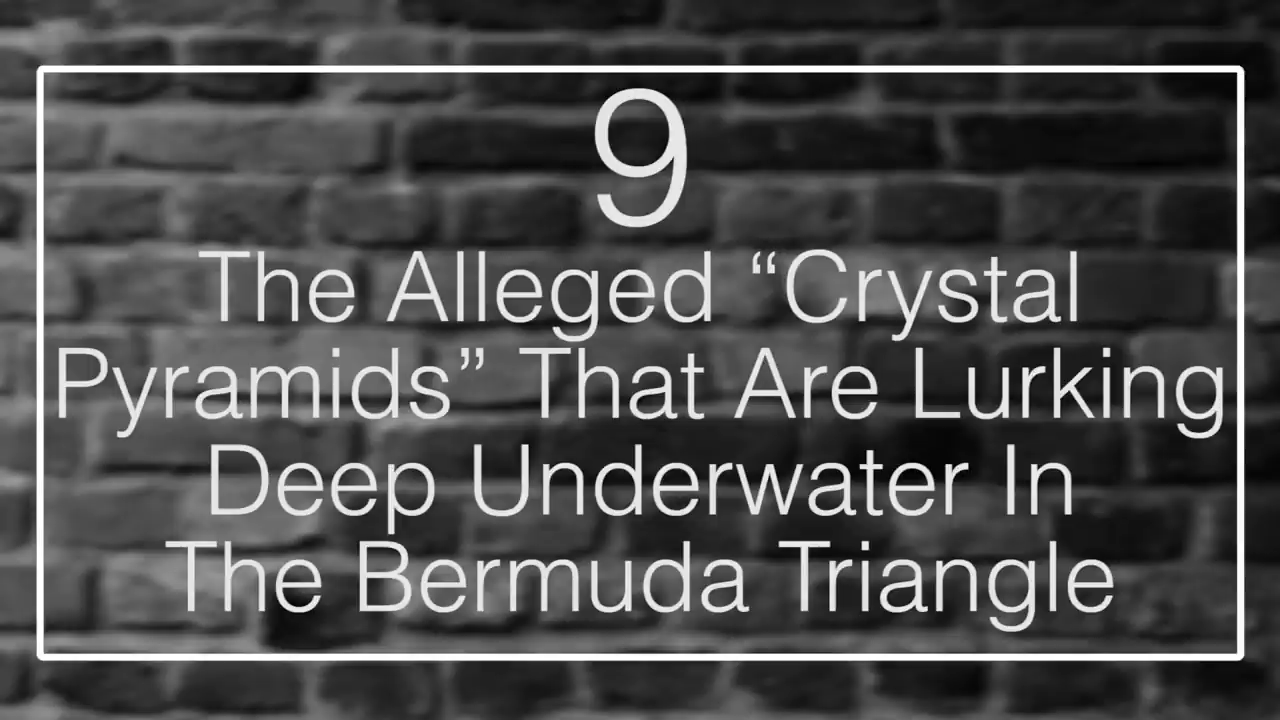 9
The Alleged “Crystal
Pyramids” That Are Lurking
Deep Underwater In
The Bermuda Triangle